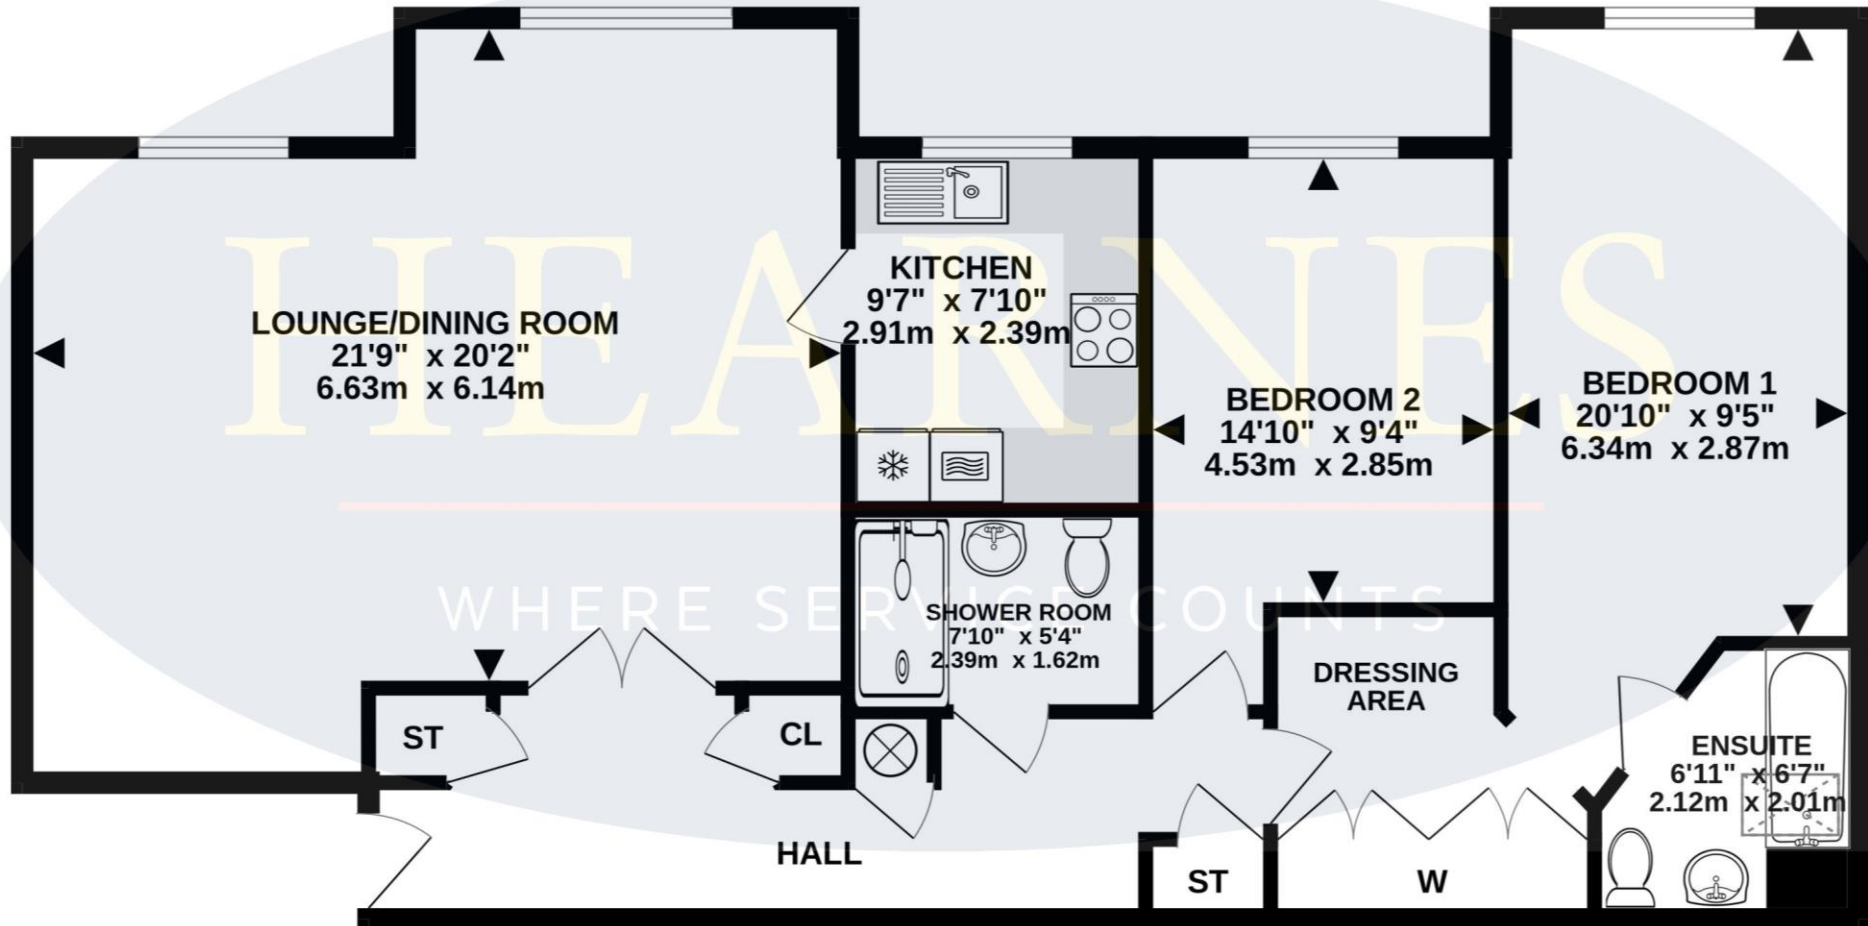 HEARNES
WHERE SERVICE COUNTS
LOUNGE/DINING ROOM
21'9" x 20'2"
6.63m x 6.14m
KITCHEN
9'7" x 7'10"
2.91m x 2.39m
BEDROOM 2
14'10" x 9'4"
4.53m x 2.85m
BEDROOM 1
20'10" x 9'5"
6.34m x 2.87m
SHOWER ROOM
7'10" x 5'4"
2.39m x 1.62m
DRESSING
AREA
ENSUITE
6'11" x 6'7"
2.12m x 2.01m
ST
CL
HALL
ST
W